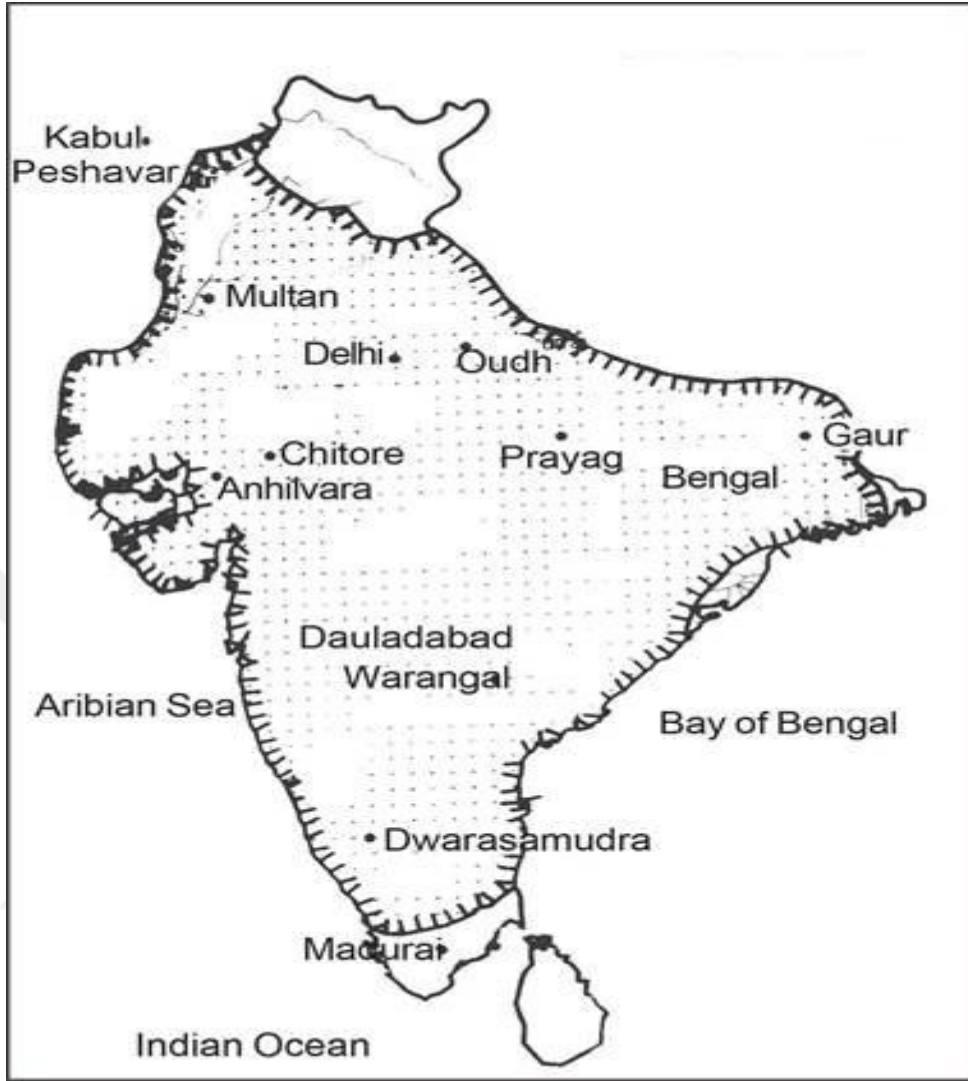 Kabul
Peshavar
Multan
Delhi
Oudh
Chitore
Anhilvara
Prayag
Bengal
Gaur
Dauladabad
Warangal
Aribian Sea
Bay of Bengal
Dwarasamudra
Madurai
Indian Ocean